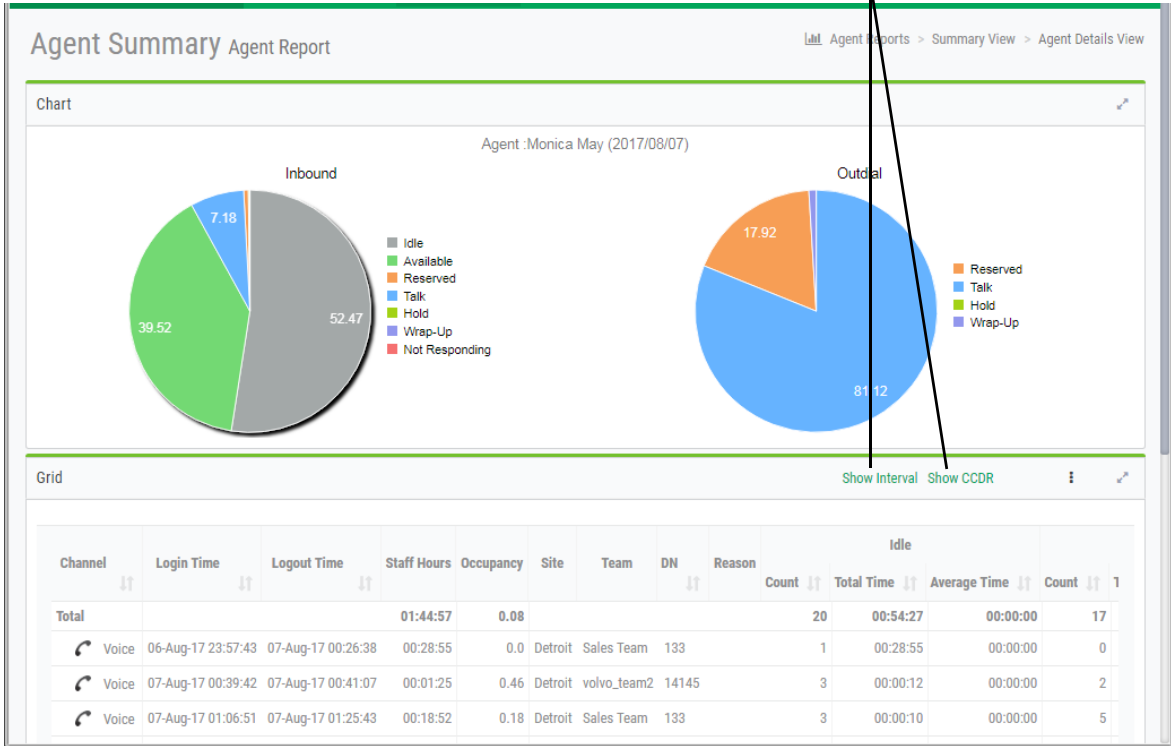 Agent Summary Agent Report
Agent Reports > Summary View > Agent Details View
Chart
Agent :Monica May (2017/08/07)
Inbound
7.18
39.52
52.47
Idle
Available
Reserved
Talk
Hold
Wrap-Up
Not Responding
Outdial
17.92
81.12
Reserved
Talk
Hold
Wrap-Up
Grid
Show Interval Show CCDR
Idle
Channel Login Time Logout Time Staff Hours Occupancy Site Team DN Reason
Count Total Time Average Time Count
Total 01:44:57 0.08 20 00:54:27 00:00:00 17
Voice 06-Aug-17 23:57:43 07-Aug-17 00:26:38 00:28:55 0.0 Detroit Sales Team 133 1 00:28:55 00:00:00 0
Voice 07-Aug-17 00:39:42 07-Aug-17 00:41:07 00:01:25 0.46 Detroit volvo_team2 14145 3 00:00:12 00:00:00 2
Voice 07-Aug-17 01:06:51 07-Aug-17 01:25:43 00:18:52 0.18 Detroit Sales Team 133 3 00:00:10 00:00:00 5